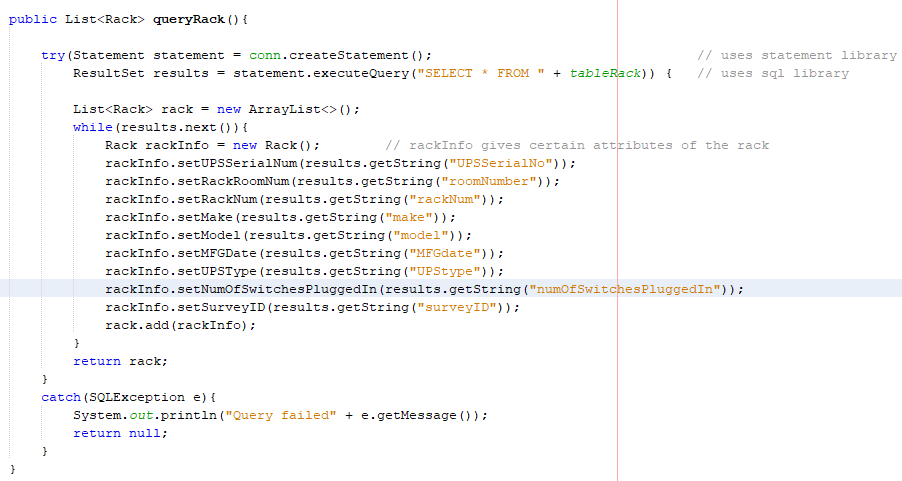 public List<Rack> queryRack(){
try(Statement statement = conn.createStatement(); // uses statement library
ResultSet results = statement.executeQuery("SELECT * FROM " + tableRack)) { // uses sql library
List<Rack> rack = new ArrayList<>();
while(results.next()){
Rack rackInfo = new Rack(); // rackInfo gives certain attributes of the rack
rackInfo.setUPSSerialNum(results.getString("UPSSerialNo"));
rackInfo.setRackRoomNum(results.getString("roomNumber"));
rackInfo.setRackNum(results.getString("rackNum"));
rackInfo.setMake(results.getString("make"));
rackInfo.setModel(results.getString("model"));
rackInfo.setMFGDate(results.getString("MFGdate"));
rackInfo.setUPSType(results.getString("UPStype"));
rackInfo.setNumOfSwitchesPluggedIn(results.getString("numOfSwitchesPluggedIn"));
rackInfo.setSurveyID(results.getString("surveyID"));
rack.add(rackInfo);
}
return rack;
}
catch(SQLException e){
System.out.println("Query failed" + e.getMessage());
return null;
}
}